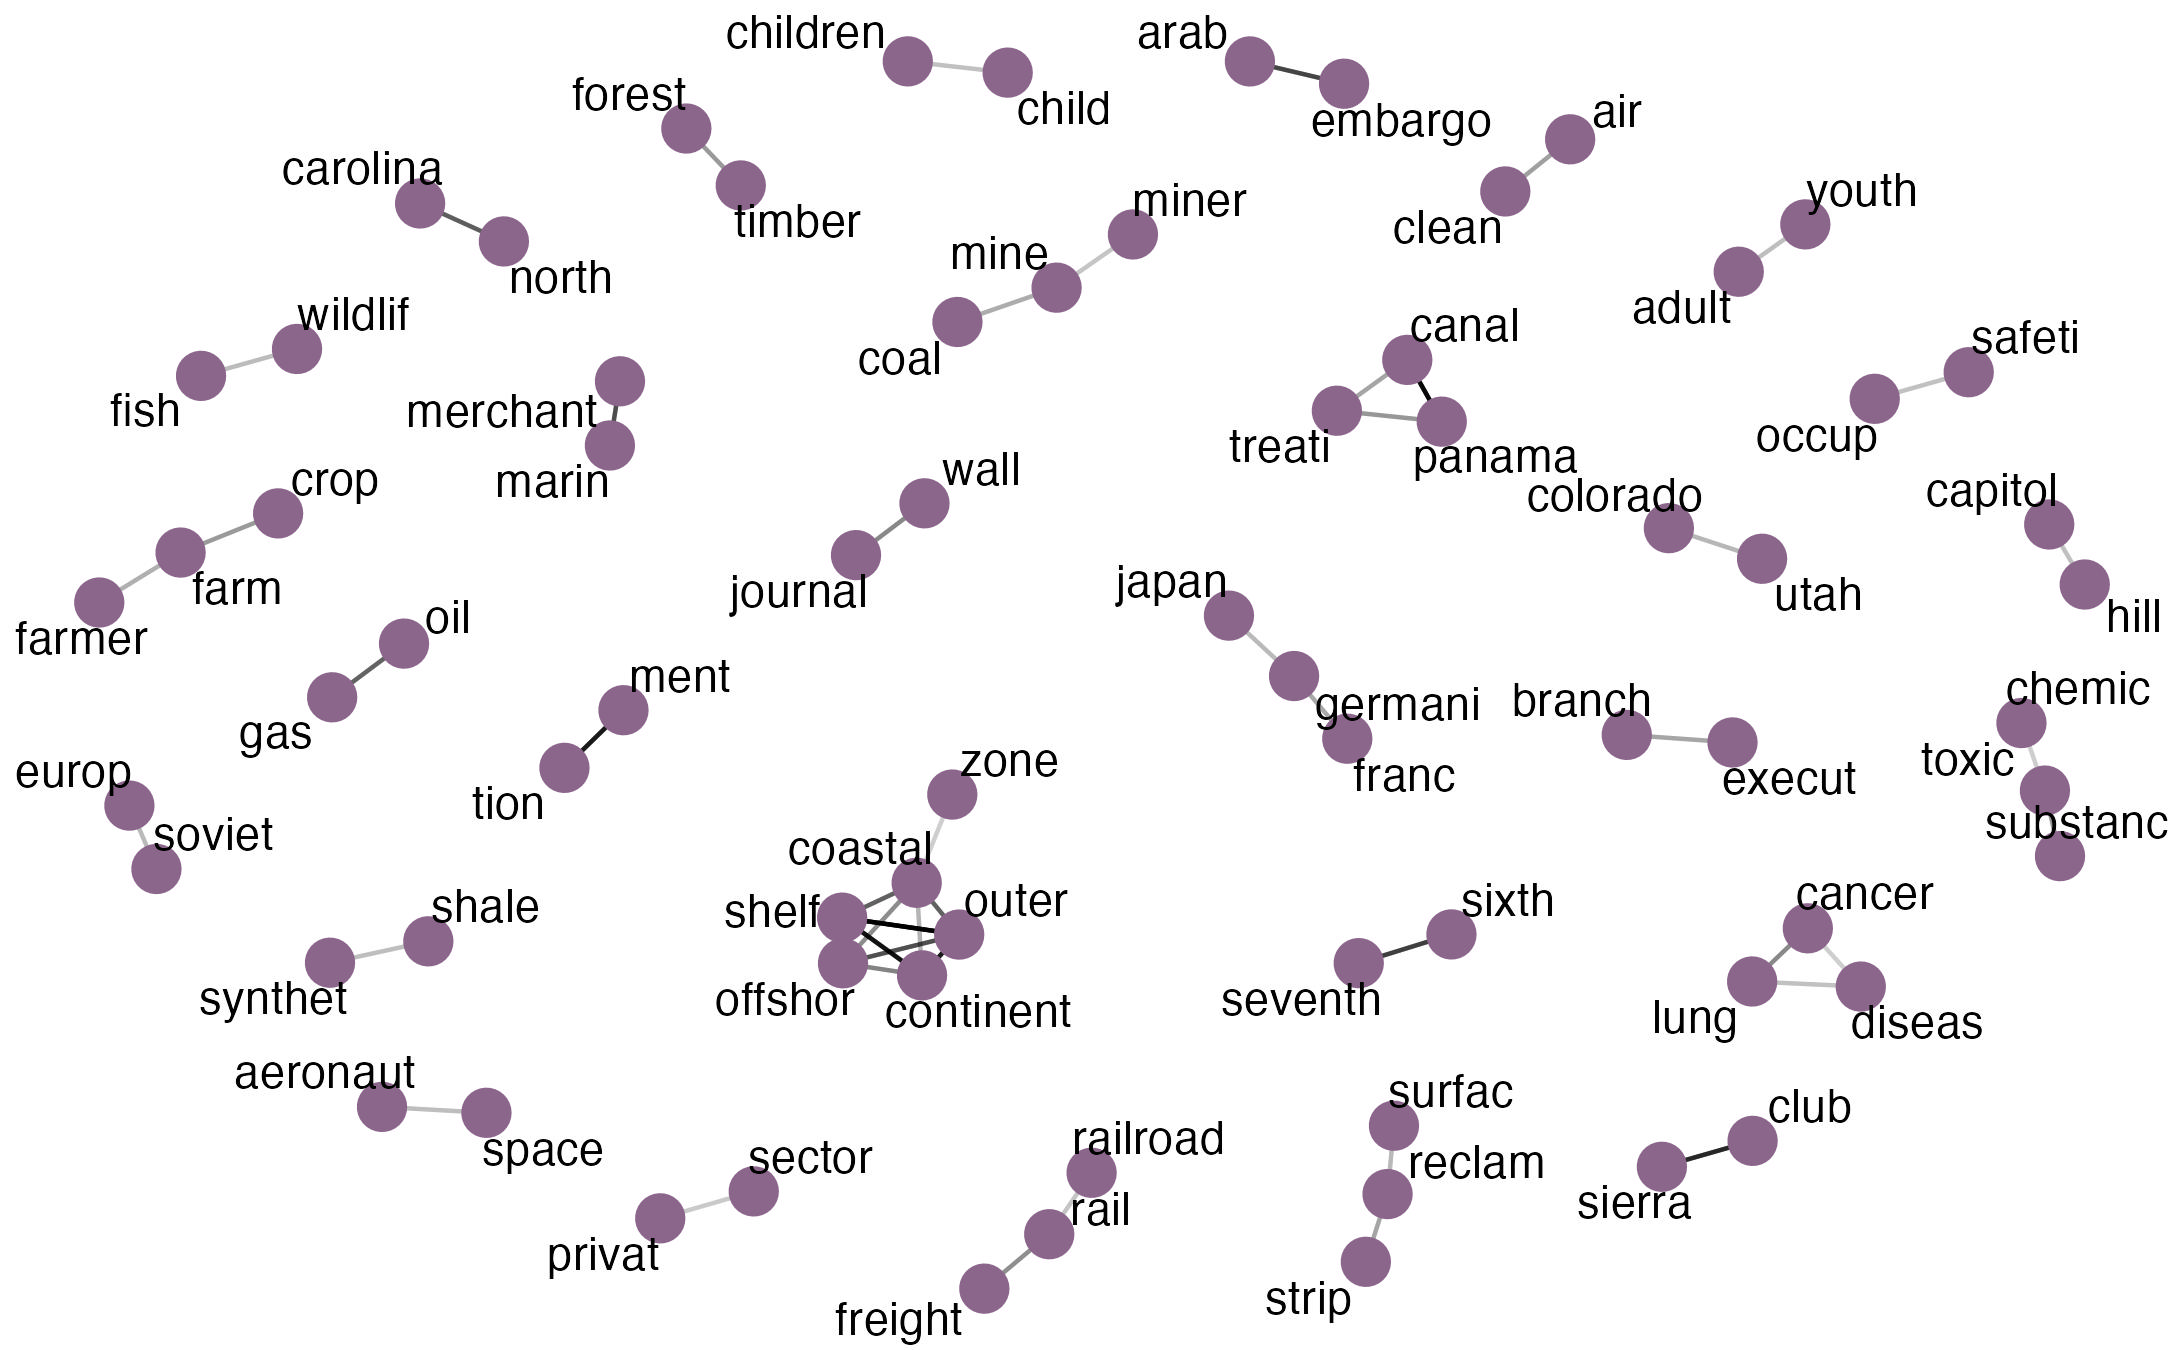 children
arab
child
forest
embargo
air
carolina
timber
miner
clean
youth
north
mine
adult
wildlif
canal
safeti
coal
fish
merchant
treati
panama
occup
crop
marin
wall
colorado
capitol
farm
journal
japan
utah
hill
farmer
oil
gas
ment
germani
branch
chemic
europ
tion
zone
franc
execut
toxic
soviet
coastal
substanc
shale
shelf
outer
sixth
cancer
synthet
offshor
continent
seventh
lung
diseas
aeronaut
space
sector
railroad
surfac
club
privat
rail
reclam
sierra
freight
strip